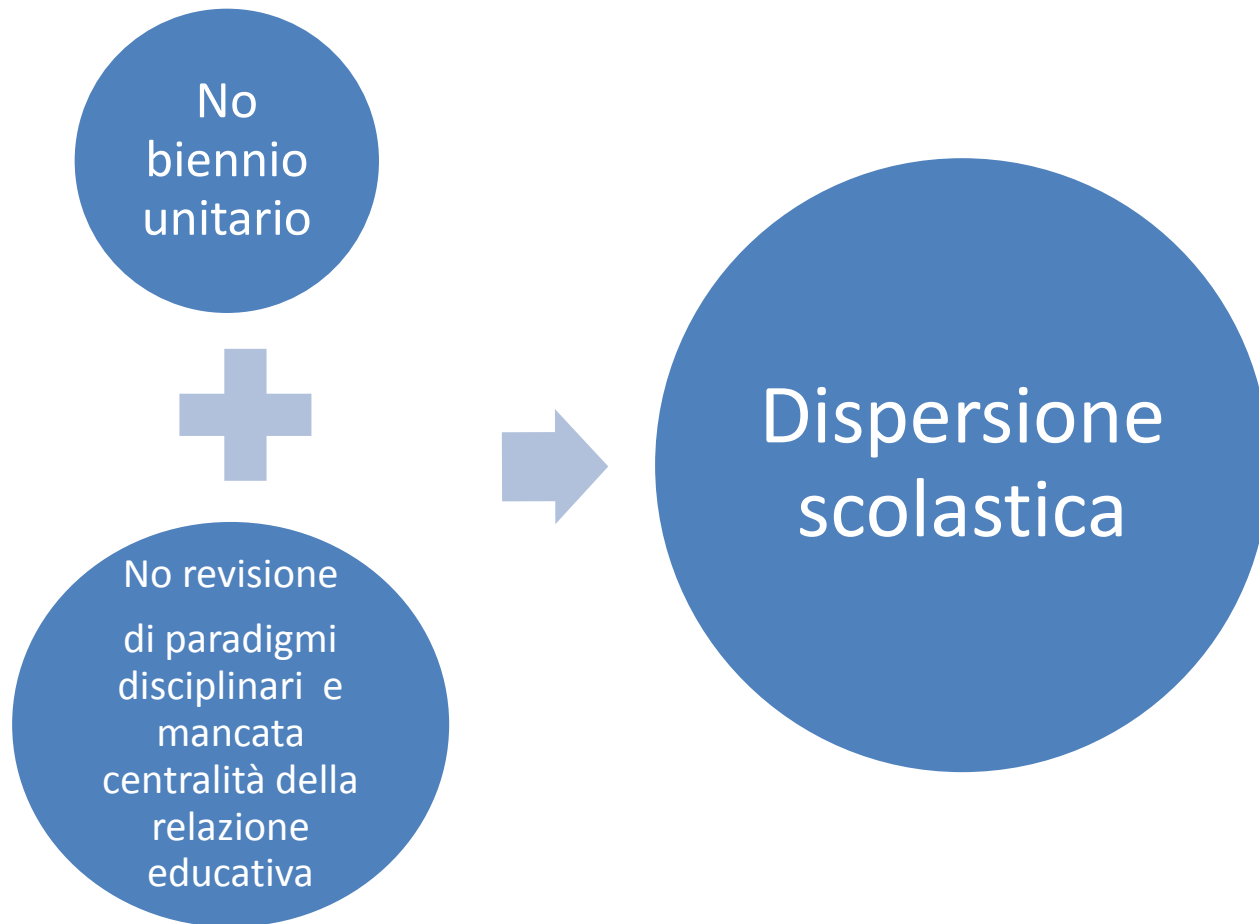 No
biennio
unitario
No revisione
di paradigmi
disciplinari e
mancata
centralità della
relazione
educativa
Dispersione
scolastica